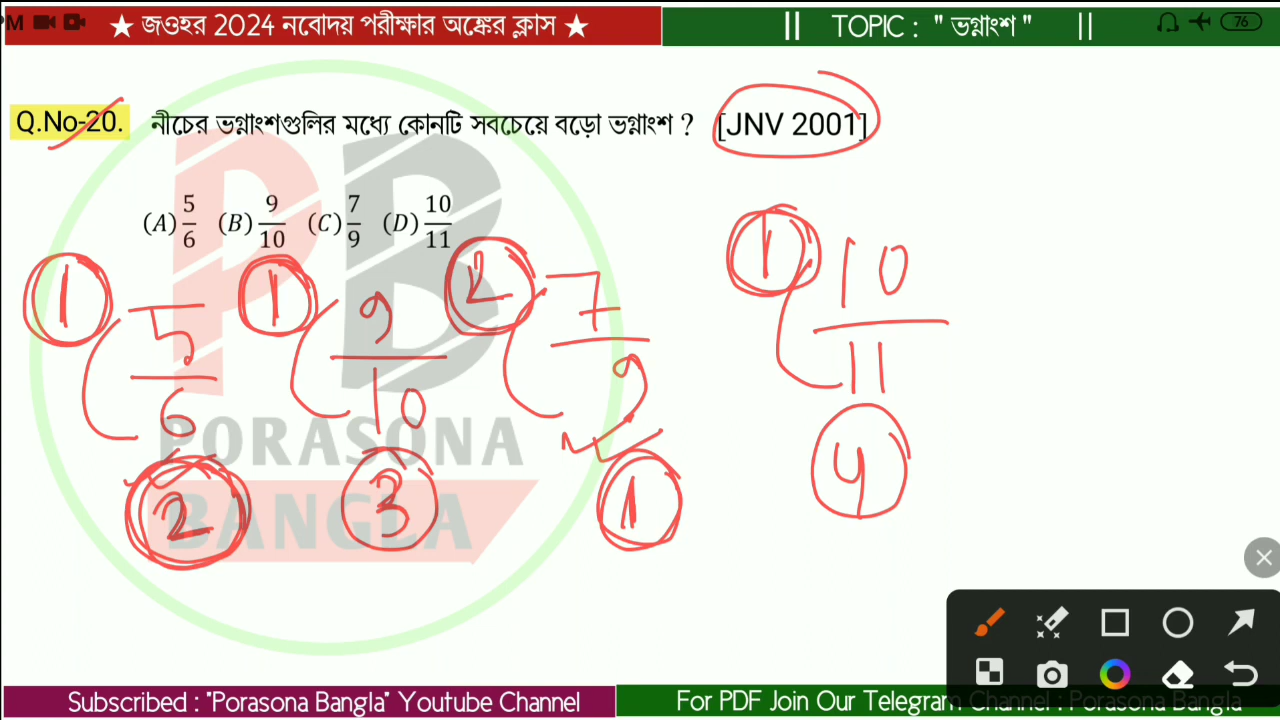 PM 76
★ জওহর 2024 নবোদয় পরীক্ষার অঙ্কের ক্লাস ★ || TOPIC : " ভগ্নাংশ " ||
Q.No-20. নীচের ভগ্নাংশগুলির মধ্যে কোনটি সবচেয়ে বড়ো ভগ্নাংশ ? [JNV 2001]
(A) 5/6 (B) 9/10 (C) 7/9 (D) 10/11
1 5/6 1 9/10 2 7/9 1 10/11
2 3 1 4
PB
PORASONA
BANGLA
Subscribed : "Porasona Bangla" Youtube Channel For PDF Join Our Telegram Channel : Porasona Bangla